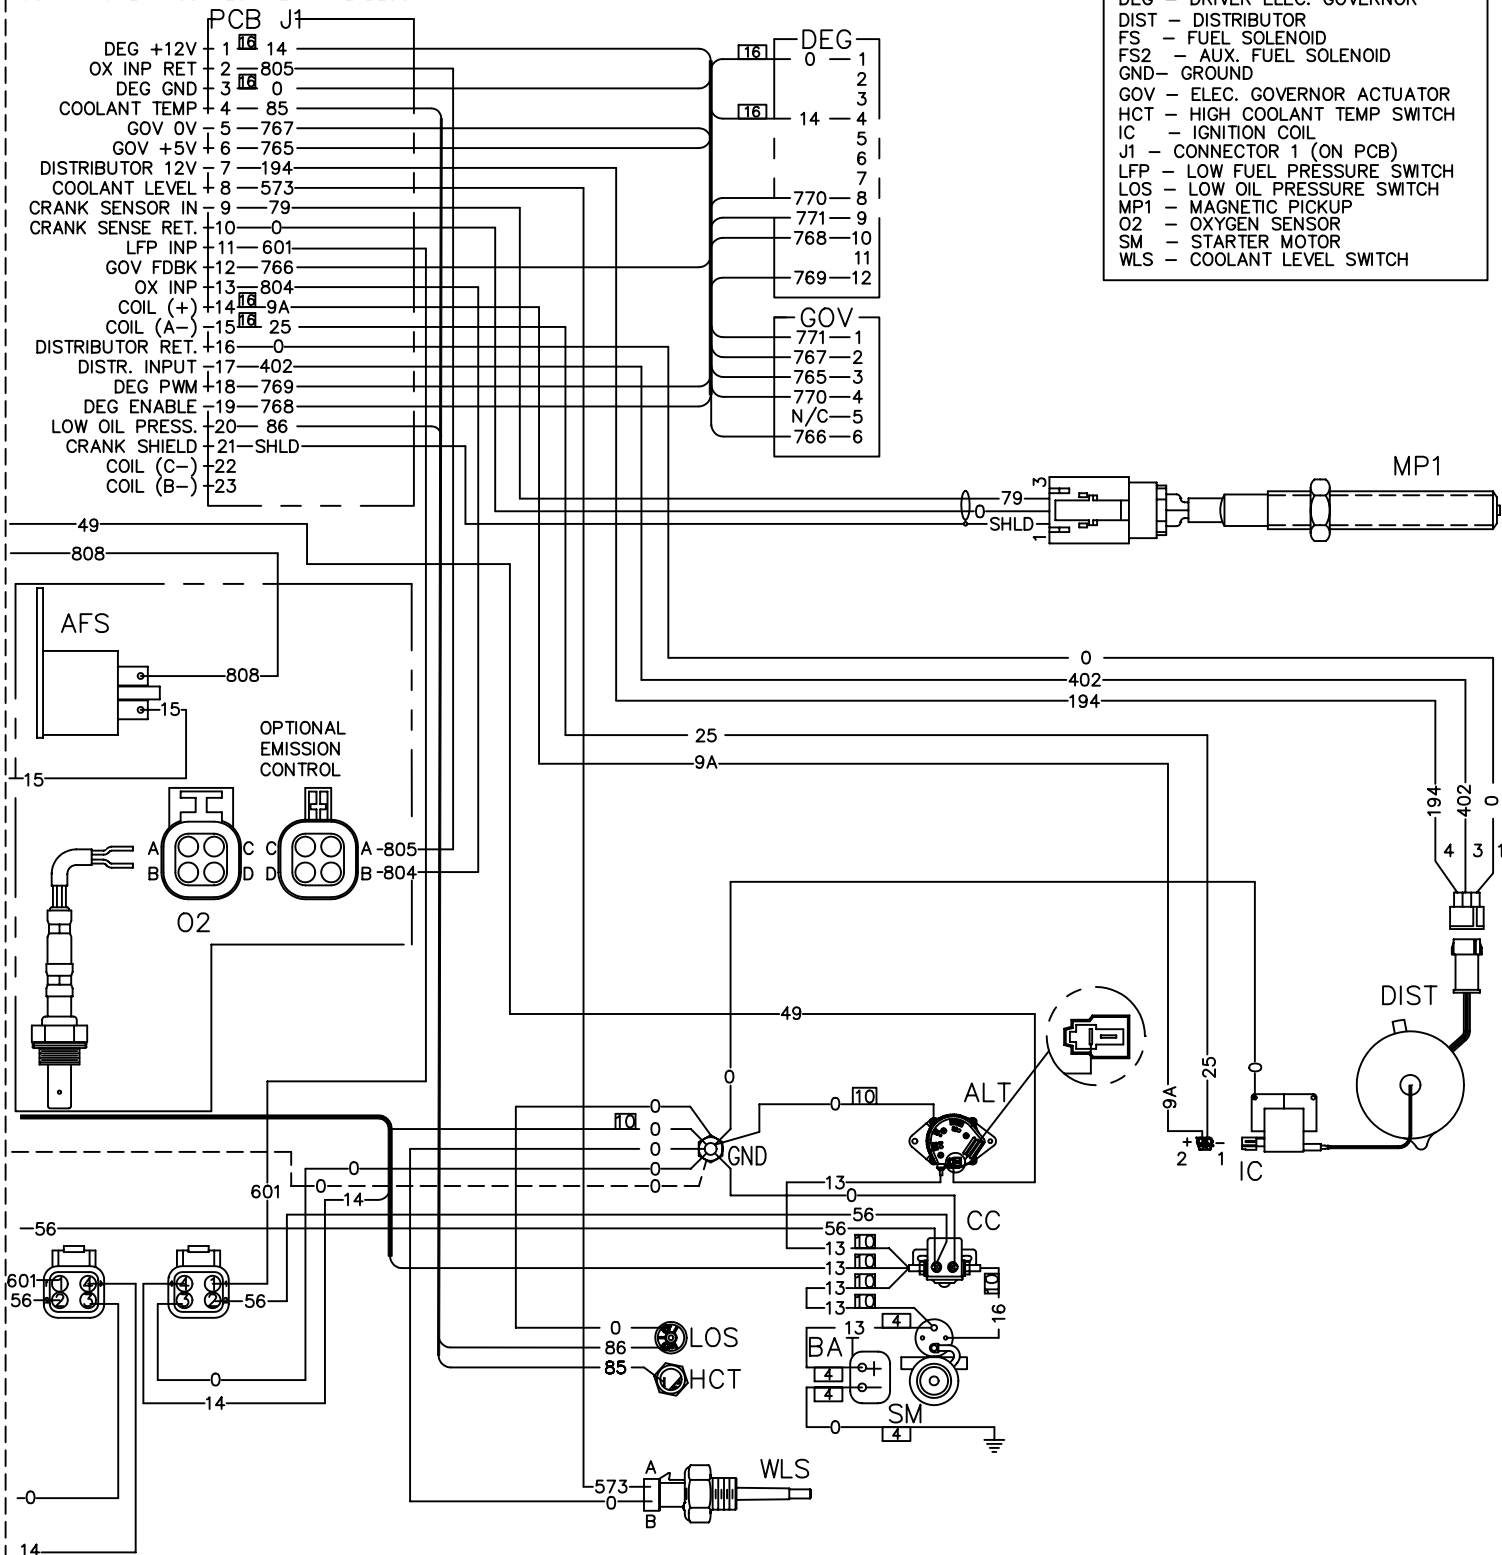 PCB J1
DEG +12V 1 16 14
OX INP RET 2 805
DEG GND 3 16 0
COOLANT TEMP 4 85
GOV 0V 5 767
GOV +5V 6 765
DISTRIBUTOR 12V 7 194
COOLANT LEVEL 8 573
CRANK SENSOR IN 9 79
CRANK SENSE RET. 10 0
LFP INP 11 601
GOV FDBK 12 766
OX INP 13 804
COIL (+) 14 16 9A
COIL (A-) 15 16 25
DISTRIBUTOR RET. 16 0
DISTR. INPUT 17 402
DEG PWM 18 769
DEG ENABLE 19 768
LOW OIL PRESS. 20 86
CRANK SHIELD 21 SHLD
COIL (C-) 22
COIL (B-) 23
DEG
16 0 1
2
3
16 14 4
5
6
7
770 8
771 9
768 10
11
769 12
GOV
771 1
767 2
765 3
770 4
N/C 5
766 6
DEG - DRIVER ELEC. GOVERNOR
DIST - DISTRIBUTOR
FS - FUEL SOLENOID
FS2 - AUX. FUEL SOLENOID
GND- GROUND
GOV - ELEC. GOVERNOR ACTUATOR
HCT - HIGH COOLANT TEMP SWITCH
IC - IGNITION COIL
J1 - CONNECTOR 1 (ON PCB)
LFP - LOW FUEL PRESSURE SWITCH
LOS - LOW OIL PRESSURE SWITCH
MP1 - MAGNETIC PICKUP
O2 - OXYGEN SENSOR
SM - STARTER MOTOR
WLS - COOLANT LEVEL SWITCH
MP1
3
79
0
SHLD
1
49
808
AFS
808
15
15
OPTIONAL
EMISSION
CONTROL
A C C A 805
B D D B 804
O2
0
402
194
25
9A
194 402 0
4 3 1
DIST
49
0
25
0
9A
ALT
0 10
0
10 0
0
GND
0
0
0
0
14
601
+ -
2 1
IC
13
0
56
56
CC
56
13 10
13 10
13 10
13 10
10
16
601 1 4
56 2 3
4 1
3 2 56
0
14
0
86
LOS
85
HCT
13 4
BAT
+
4
4
-
SM
0 4
A
573
0
B
WLS
0
14